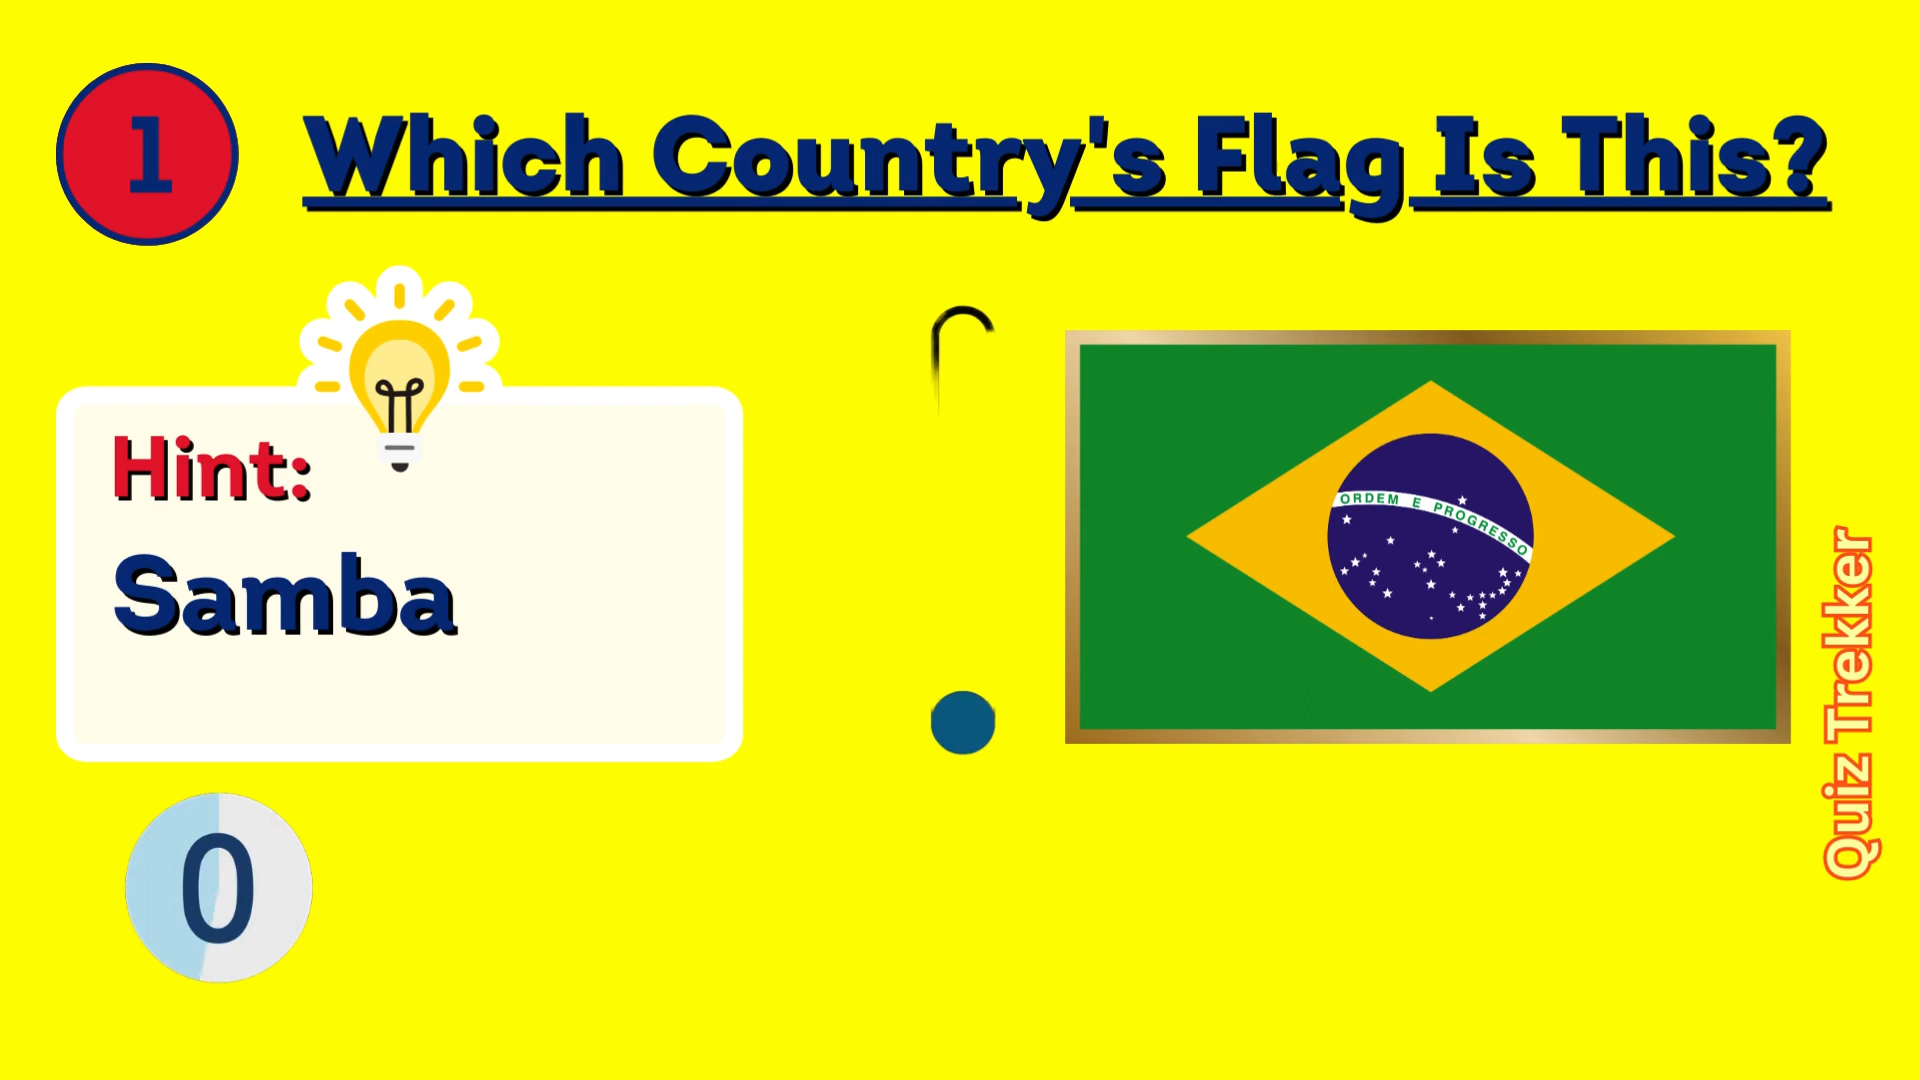 1
Which Country's Flag Is This?
Hint:
Samba
ORDEM E PROGRESSO
Quiz Trekker
0